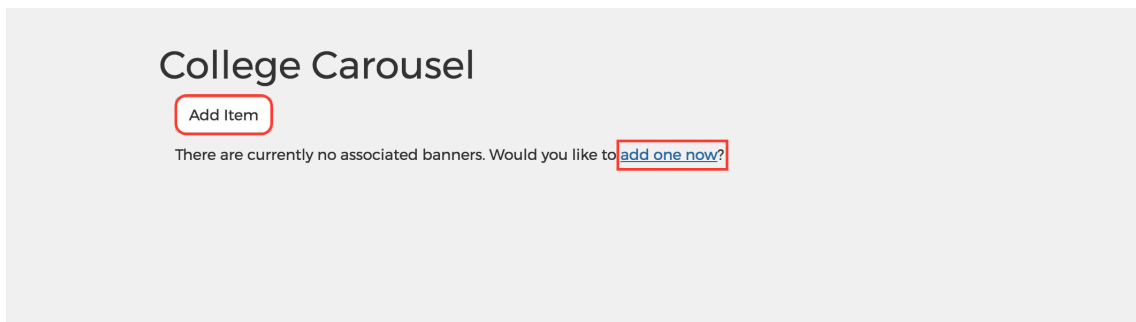 College Carousel
Add Item
There are currently no associated banners. Would you like to add one now?